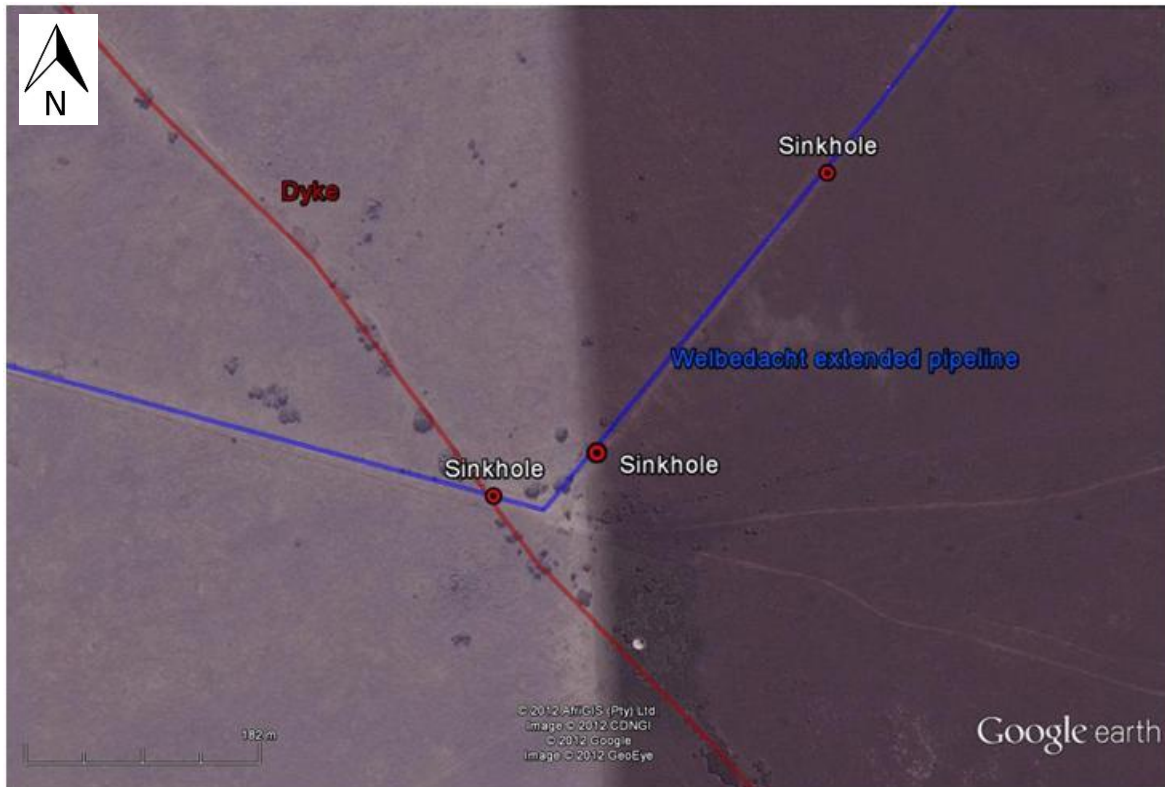 N
Sinkhole
Dyke
Welbedacht extended pipeline
Sinkhole
Sinkhole
182 m
© 2012 AfriGIS (Pty) Ltd
Image © 2012 CDNGI
© 2012 Google
Image © 2012 GeoEye
Google earth